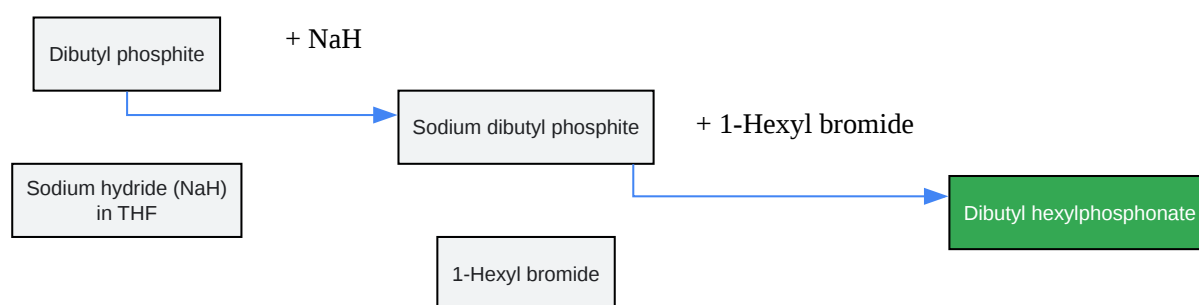 Dibutyl phosphite
+ NaH
Sodium dibutyl phosphite
+ 1-Hexyl bromide
Sodium hydride (NaH)
in THF
Dibutyl hexylphosphonate
1-Hexyl bromide